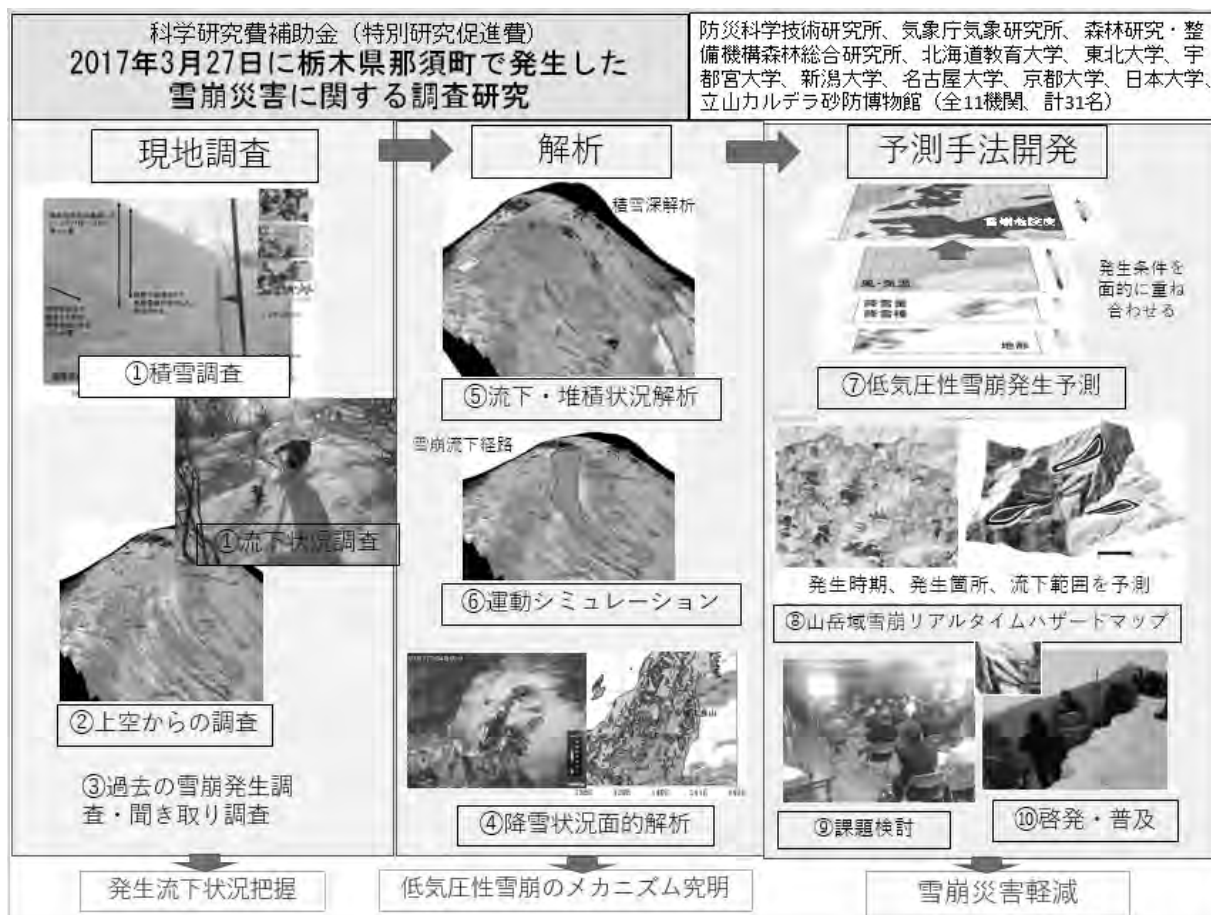 科学研究費補助金（特別研究促進費）
2017年3月27日に栃木県那須町で発生した
雪崩災害に関する調査研究
防災科学技術研究所、気象庁気象研究所、森林研究・整
備機構森林総合研究所、北海道教育大学、東北大学、宇
都宮大学、新潟大学、名古屋大学、京都大学、日本大学、
立山カルデラ砂防博物館（全11機関、計31名）
現地調査
①積雪調査
①流下状況調査
②上空からの調査
③過去の雪崩発生調
査・聞き取り調査
発生流下状況把握
解析
積雪深解析
⑤流下・堆積状況解析
雪崩流下経路
⑥運動シミュレーション
④降雪状況面的解析
低気圧性雪崩のメカニズム究明
予測手法開発
雪崩危険度
風・気温
降雪量
降雪種
地形
発生条件を
面的に重ね
合わせる
⑦低気圧性雪崩発生予測
発生時期、発生箇所、流下範囲を予測
⑧山岳域雪崩リアルタイムハザードマップ
⑨課題検討
⑩啓発・普及
雪崩災害軽減